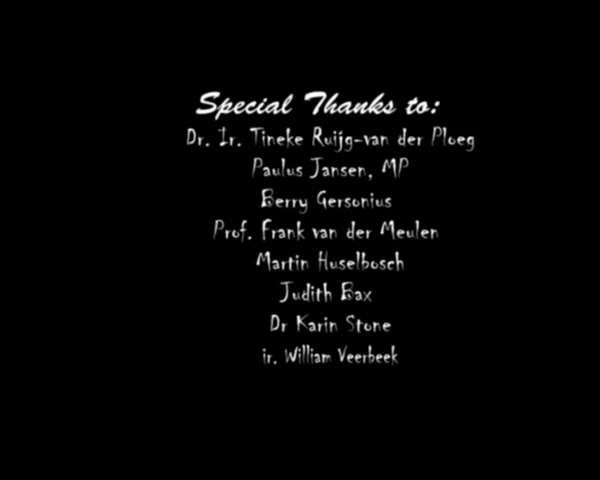 Special Thanks to:
Dr. Ir. Tineke Ruijg-van der Ploeg
Paulus Jansen, MP
Berry Gersonius
Prof. Frank van der Meulen
Martin Huselbosch
Judith Bax
Dr Karin Stone
ir. William Veerbeek